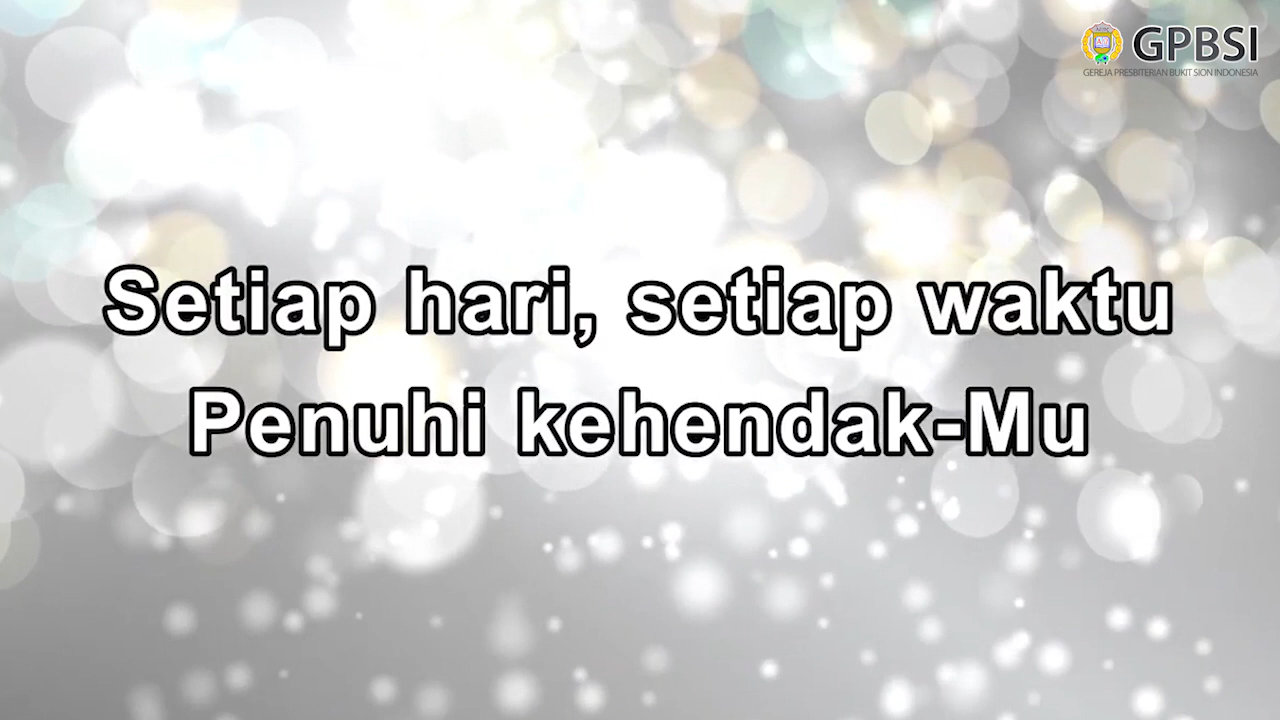 GPBSI
GEREJA PRESBITERIAN BUKIT SION INDONESIA
Setiap hari, setiap waktu
Penuhi kehendak-Mu